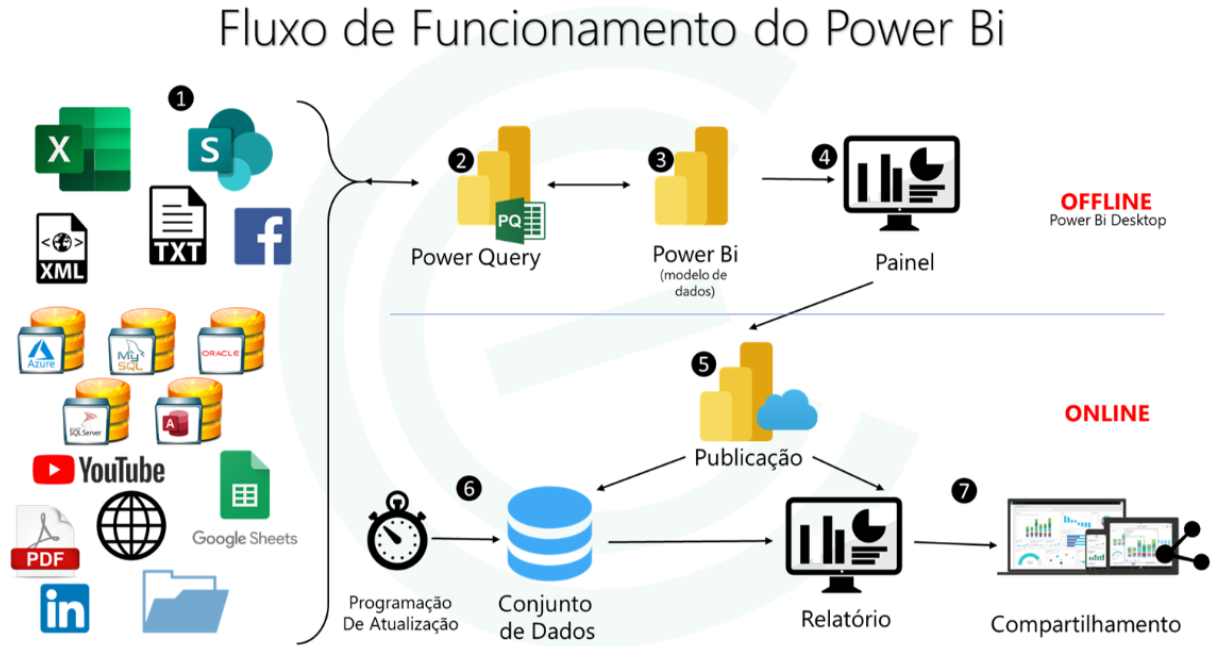 Fluxo de Funcionamento do Power Bi
1
X
S
<>
XML
TXT
f
Azure
My
SQL
ORACLE
SQL Server
A
YouTube
PDF
Google Sheets
in
2
PQ
Power Query
3
Power Bi
(modelo de
dados)
4
Painel
OFFLINE
Power Bi Desktop
5
Publicação
ONLINE
6
Programação
De Atualização
Conjunto
de Dados
Relatório
7
Compartilhamento